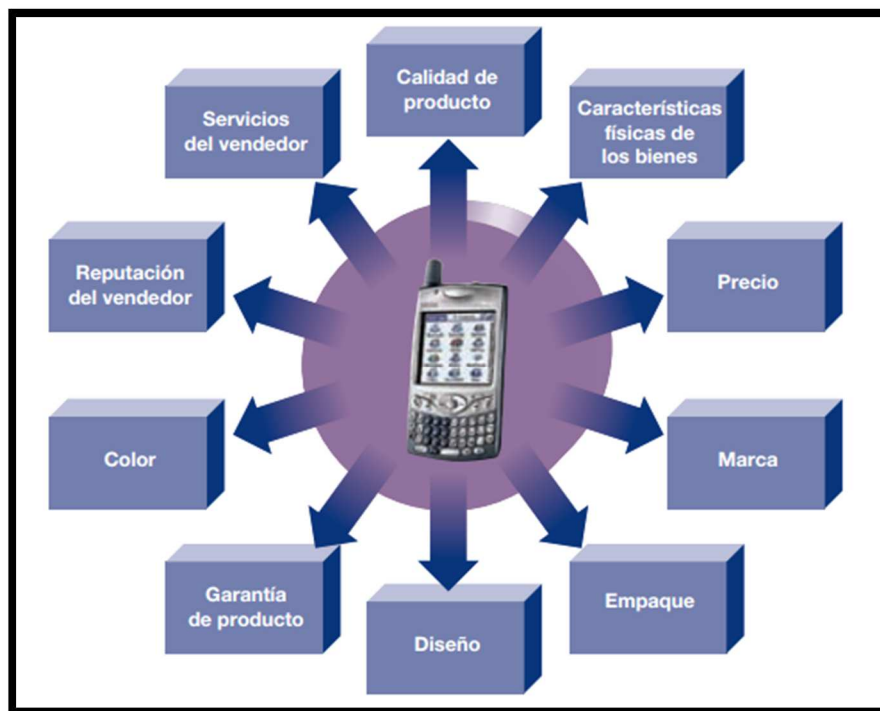 Calidad de
producto
Características
físicas de
los bienes
Precio
Marca
Empaque
Diseño
Garantía
de producto
Color
Reputación
del vendedor
Servicios
del vendedor